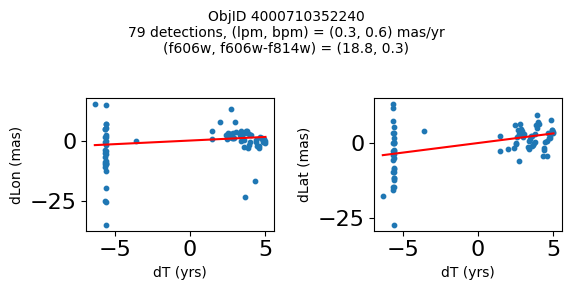 ObjID 4000710352240
79 detections, (lpm, bpm) = (0.3, 0.6) mas/yr
(f606w, f606w-f814w) = (18.8, 0.3)
dLon (mas)
0
−25
−5
0
5
dT (yrs)
dLat (mas)
0
−25
−5
0
5
dT (yrs)